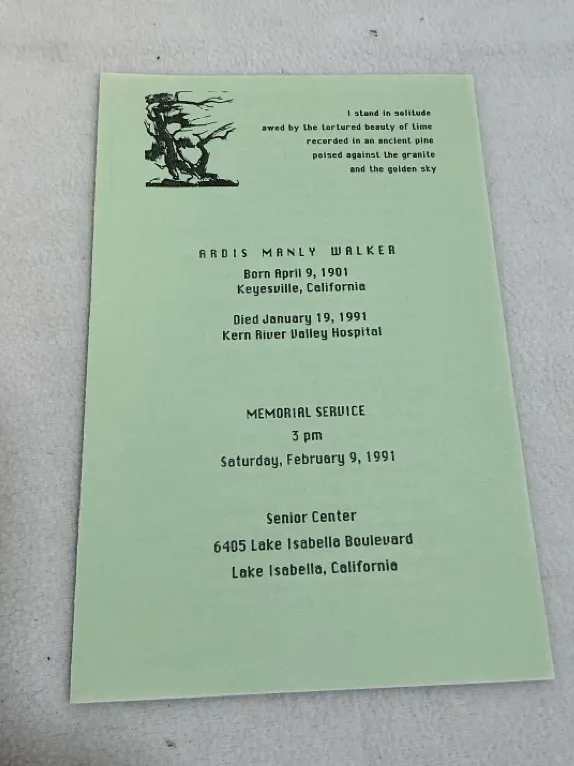 I stand in solitude
awed by the tortured beauty of time
recorded in an ancient pine
poised against the granite
and the golden sky
ARDIS MANLY WALKER
Born April 9, 1901
Keyesville, California
Died January 19, 1991
Kern River Valley Hospital
MEMORIAL SERVICE
3 pm
Saturday, February 9, 1991
Senior Center
6405 Lake Isabella Boulevard
Lake Isabella, California